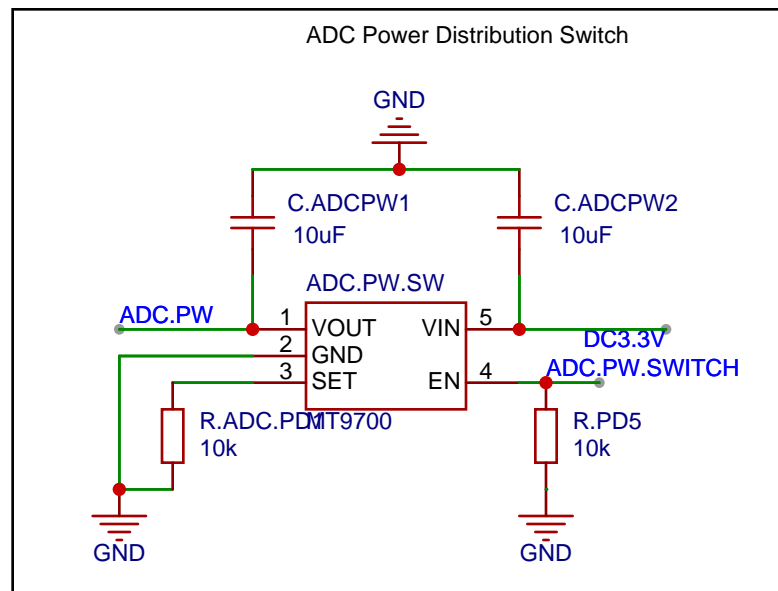 ADC Power Distribution Switch
GND
C.ADCPW1
10uF
C.ADCPW2
10uF
ADC.PW.SW
ADC.PW
1 VOUT VIN 5
DC3.3V
2 GND
ADC.PW.SWITCH
3 SET EN 4
R.ADC.PD1
MT9700
10k
R.PD5
10k
GND
GND